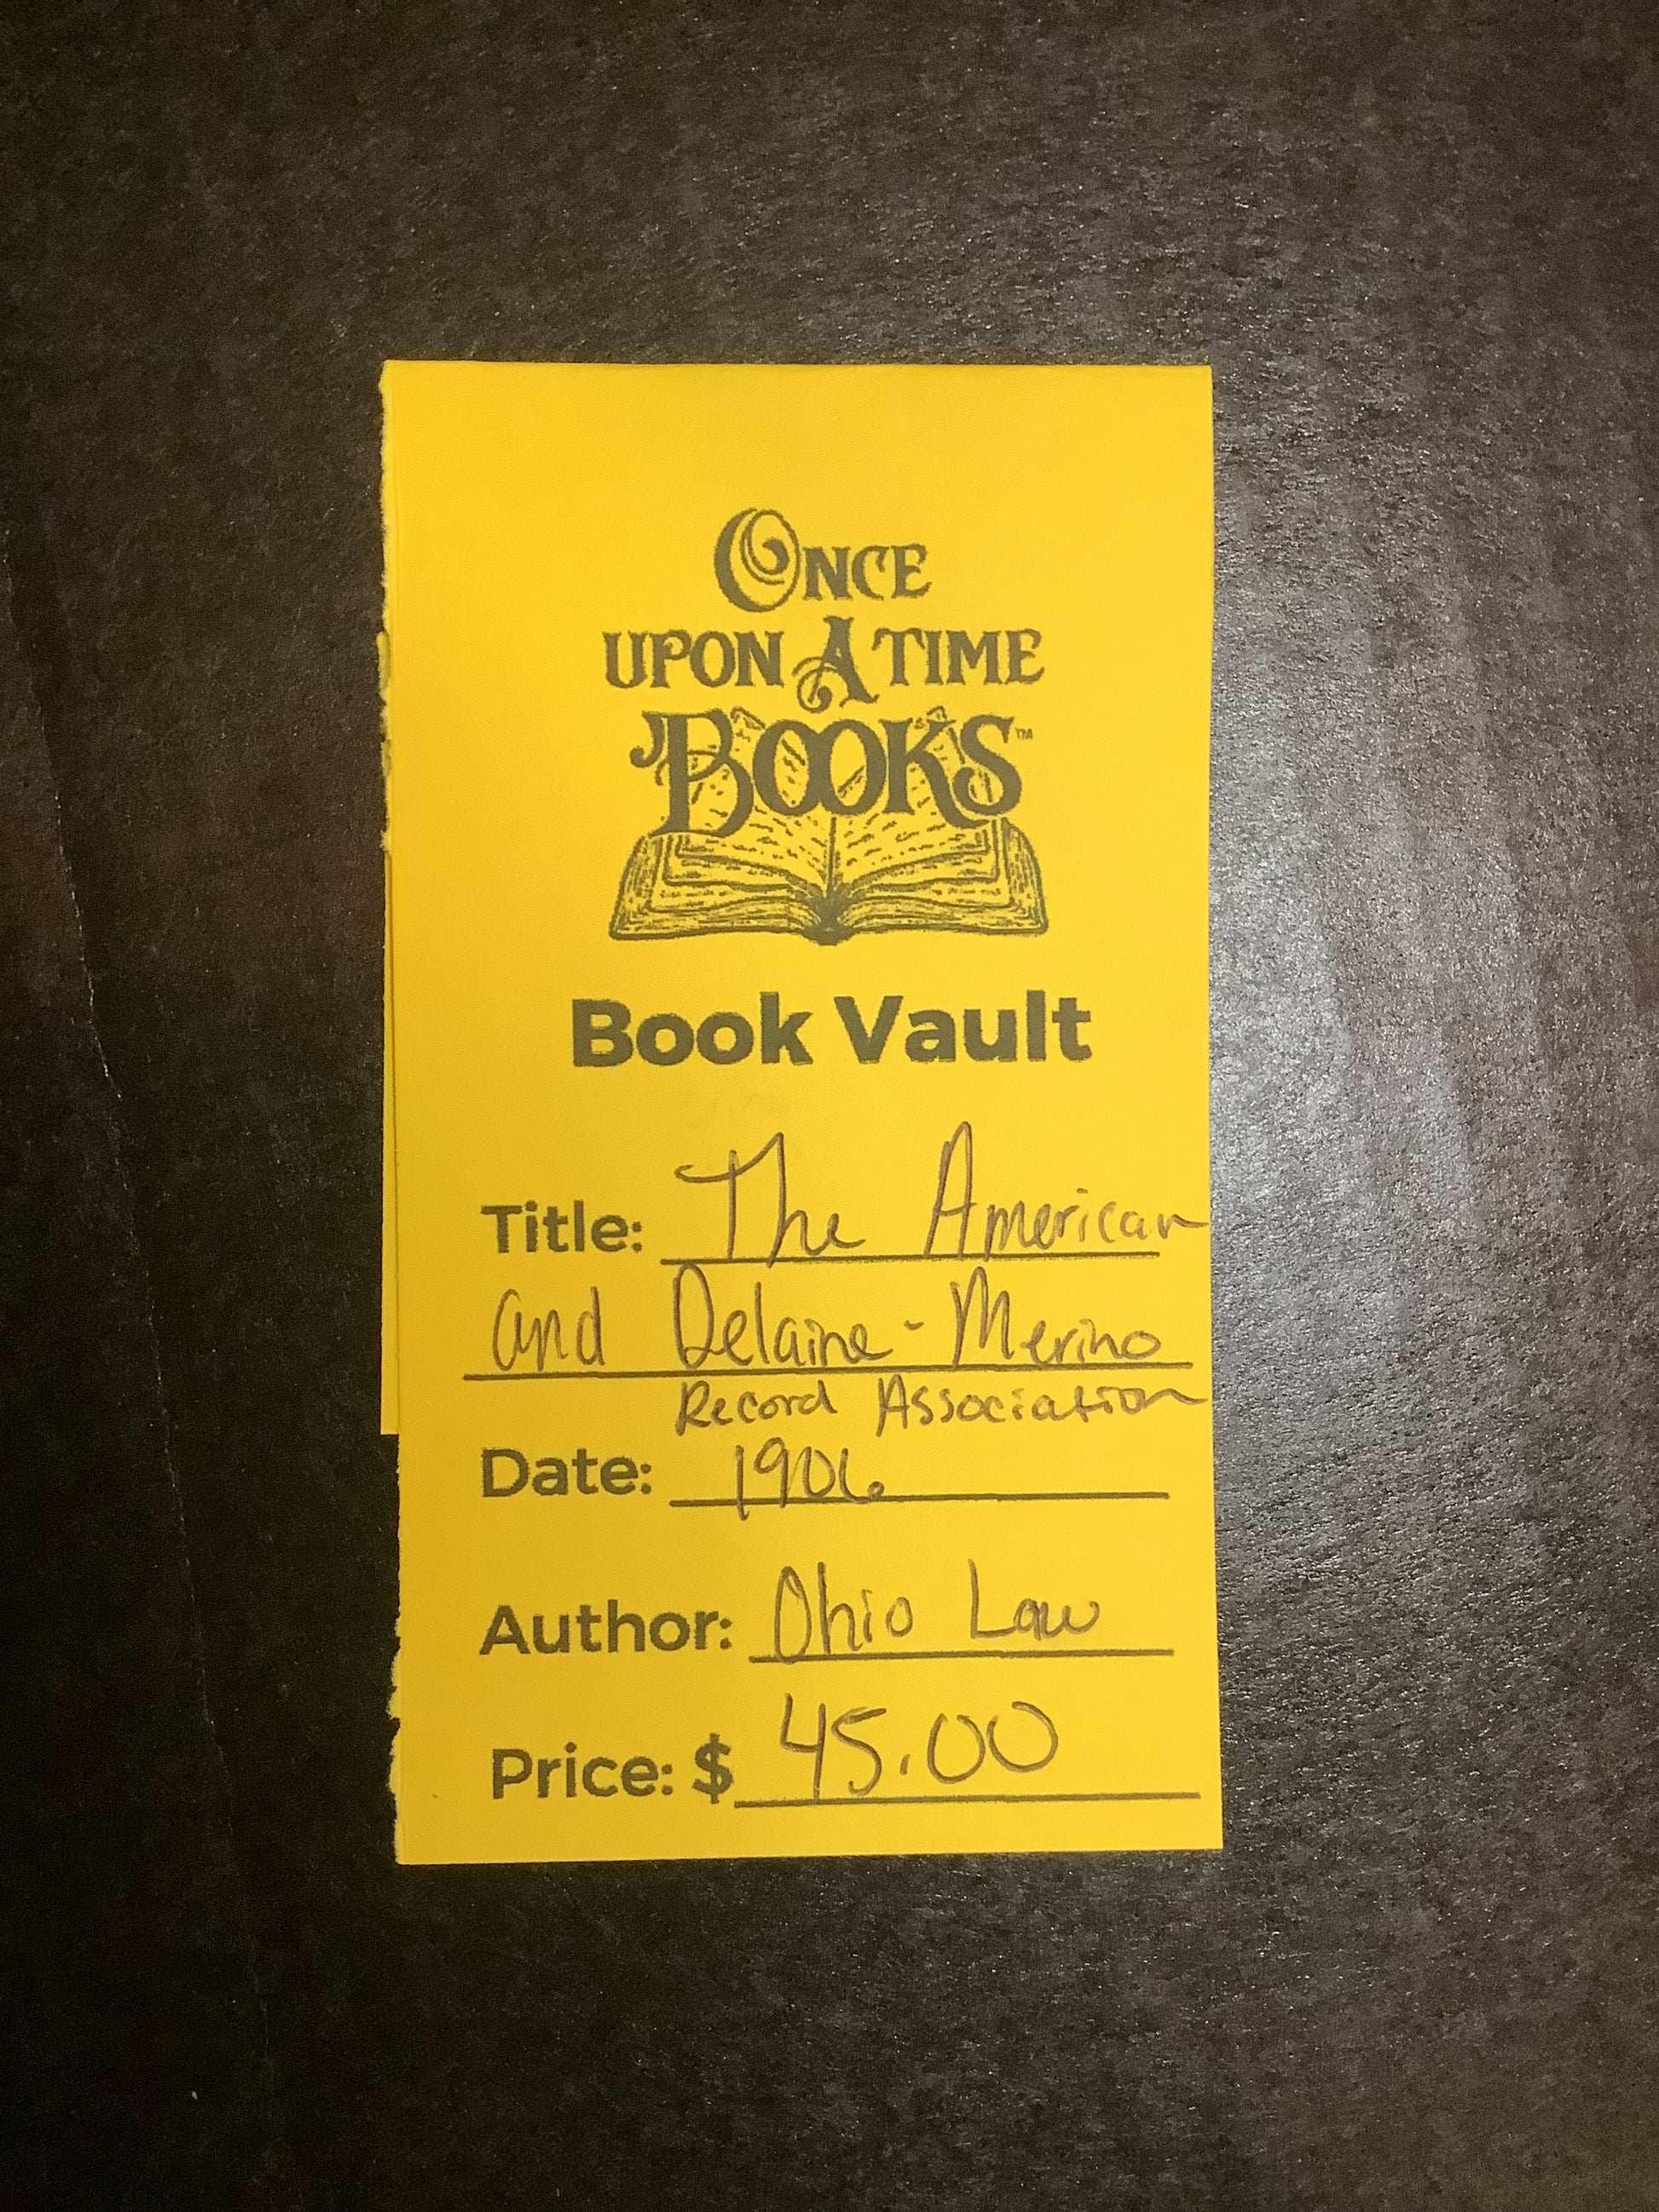 ONCE
UPON A TIME
BOOKS™
Book Vault
Title: The American
and Delaine-Merino
Record Association
Date: 1906
Author: Ohio Law
Price: $ 45.00